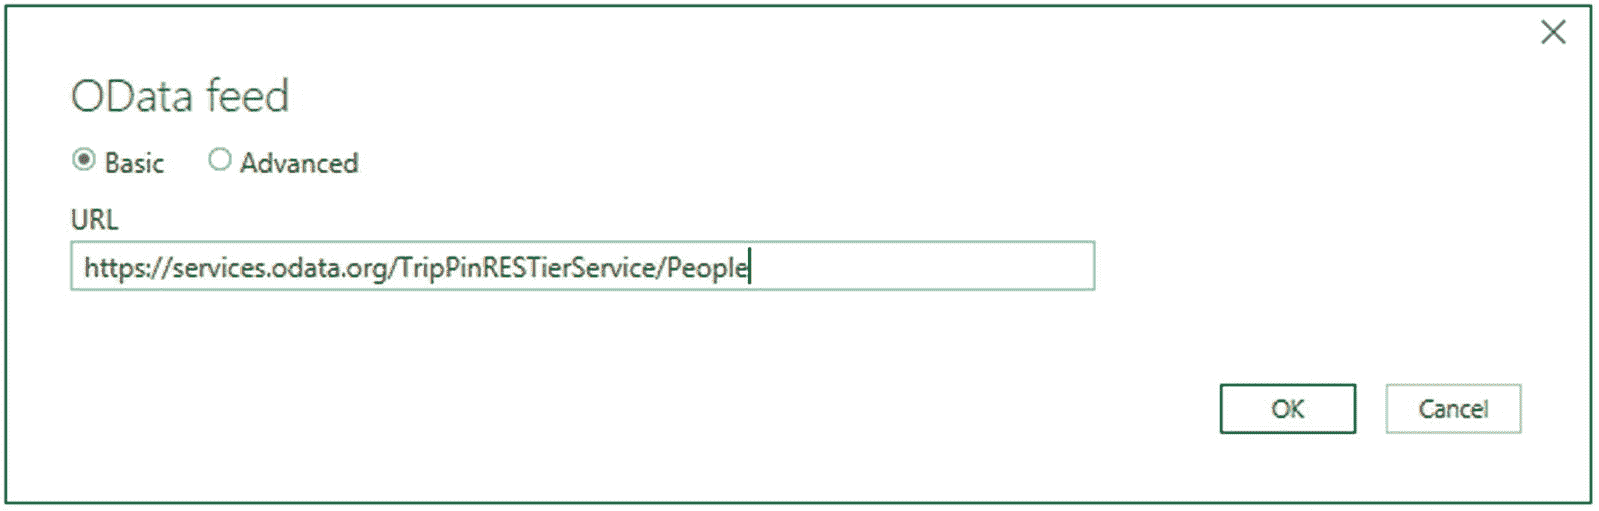 OData feed
Basic Advanced
URL
https://services.odata.org/TripPinRESTierService/People
OK Cancel